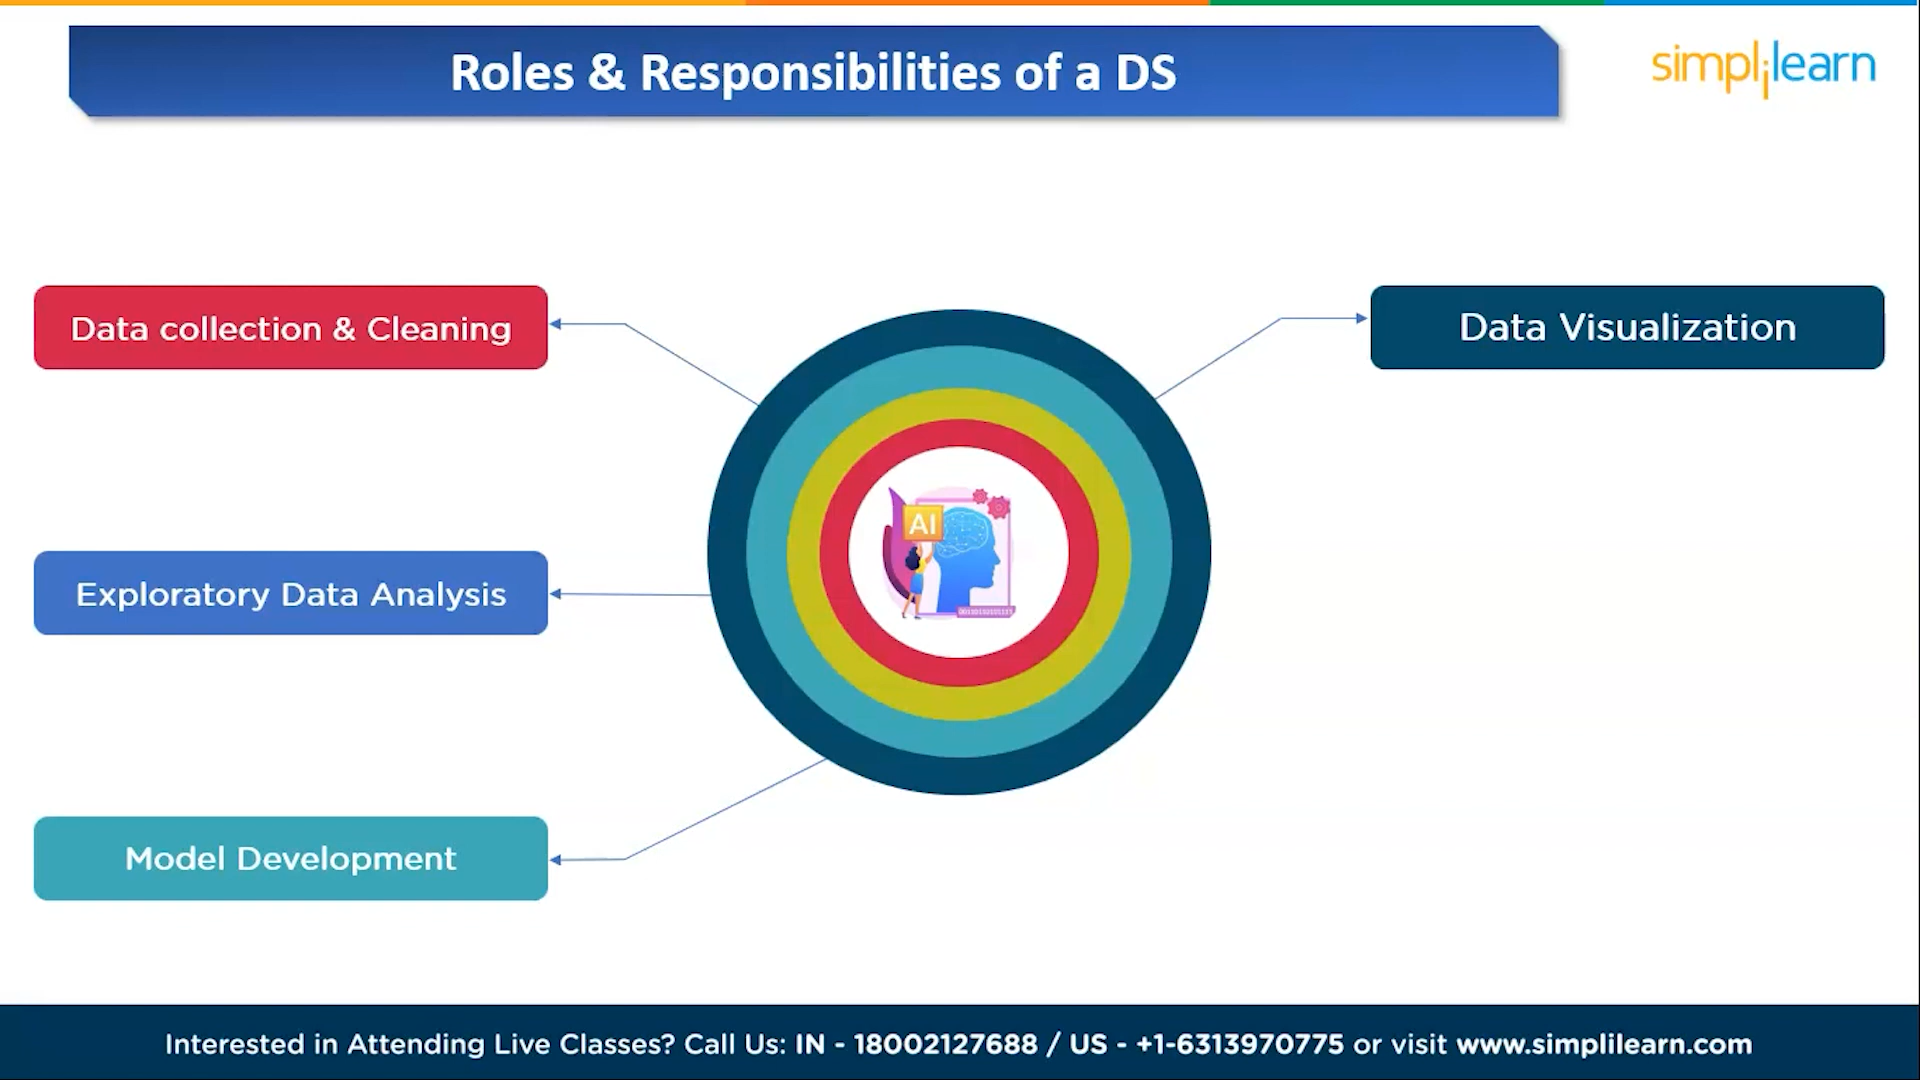 Roles & Responsibilities of a DS
simplilearn
Data collection & Cleaning
Data Visualization
AI
Exploratory Data Analysis
Model Development
Interested in Attending Live Classes? Call Us: IN - 18002127688 / US - +1-6313970775 or visit www.simplilearn.com